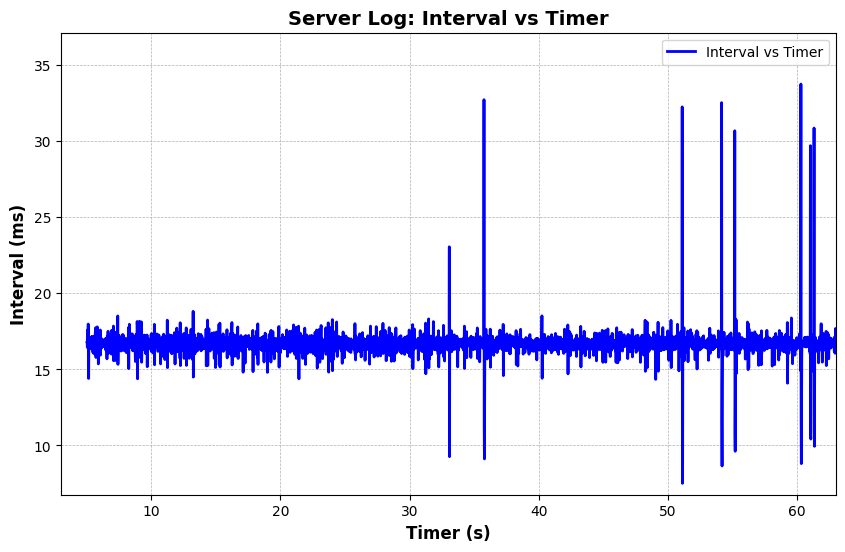 Server Log: Interval vs Timer
Interval vs Timer
35
30
25
20
15
10
Interval (ms)
10 20 30 40 50 60
Timer (s)